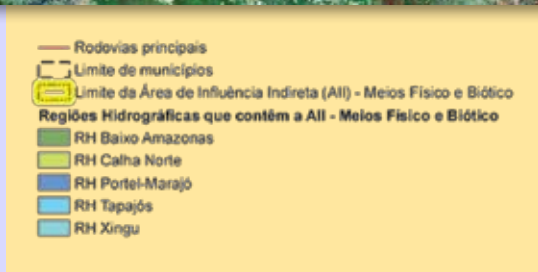 Rodovias principais
Limite de municípios
Limite da Área de Influência Indireta (AII) - Meios Físico e Biótico
Regiões Hidrográficas que contêm a AII - Meios Físico e Biótico
RH Baixo Amazonas
RH Calha Norte
RH Portel-Marajó
RH Tapajós
RH Xingu